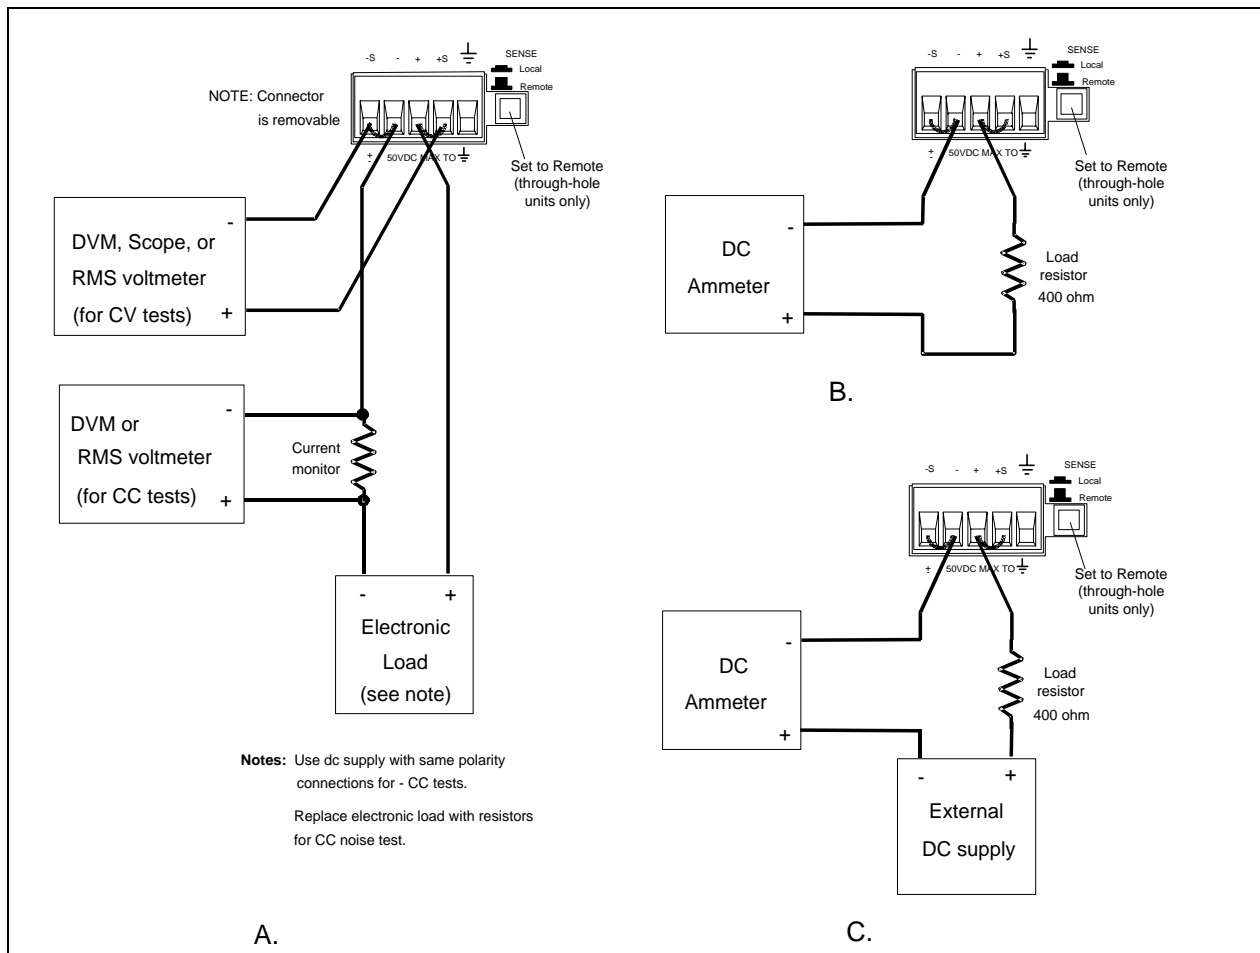 -S - + +S
SENSE
Local
Remote
NOTE: Connector
is removable
+
-
50VDC MAX TO
Set to Remote
(through-hole
units only)
-
DVM, Scope, or
RMS voltmeter
(for CV tests)
+
-
DVM or
RMS voltmeter
(for CC tests)
+
Current
monitor
- +
Electronic
Load
(see note)
Notes: Use dc supply with same polarity
connections for - CC tests.
Replace electronic load with resistors
for CC noise test.
A.
-S - + +S
SENSE
Local
Remote
+
-
50VDC MAX TO
Set to Remote
(through-hole
units only)
-
DC
Ammeter
+
Load
resistor
400 ohm
B.
-S - + +S
SENSE
Local
Remote
+
-
50VDC MAX TO
Set to Remote
(through-hole
units only)
-
DC
Ammeter
+
Load
resistor
400 ohm
- +
External
DC supply
C.